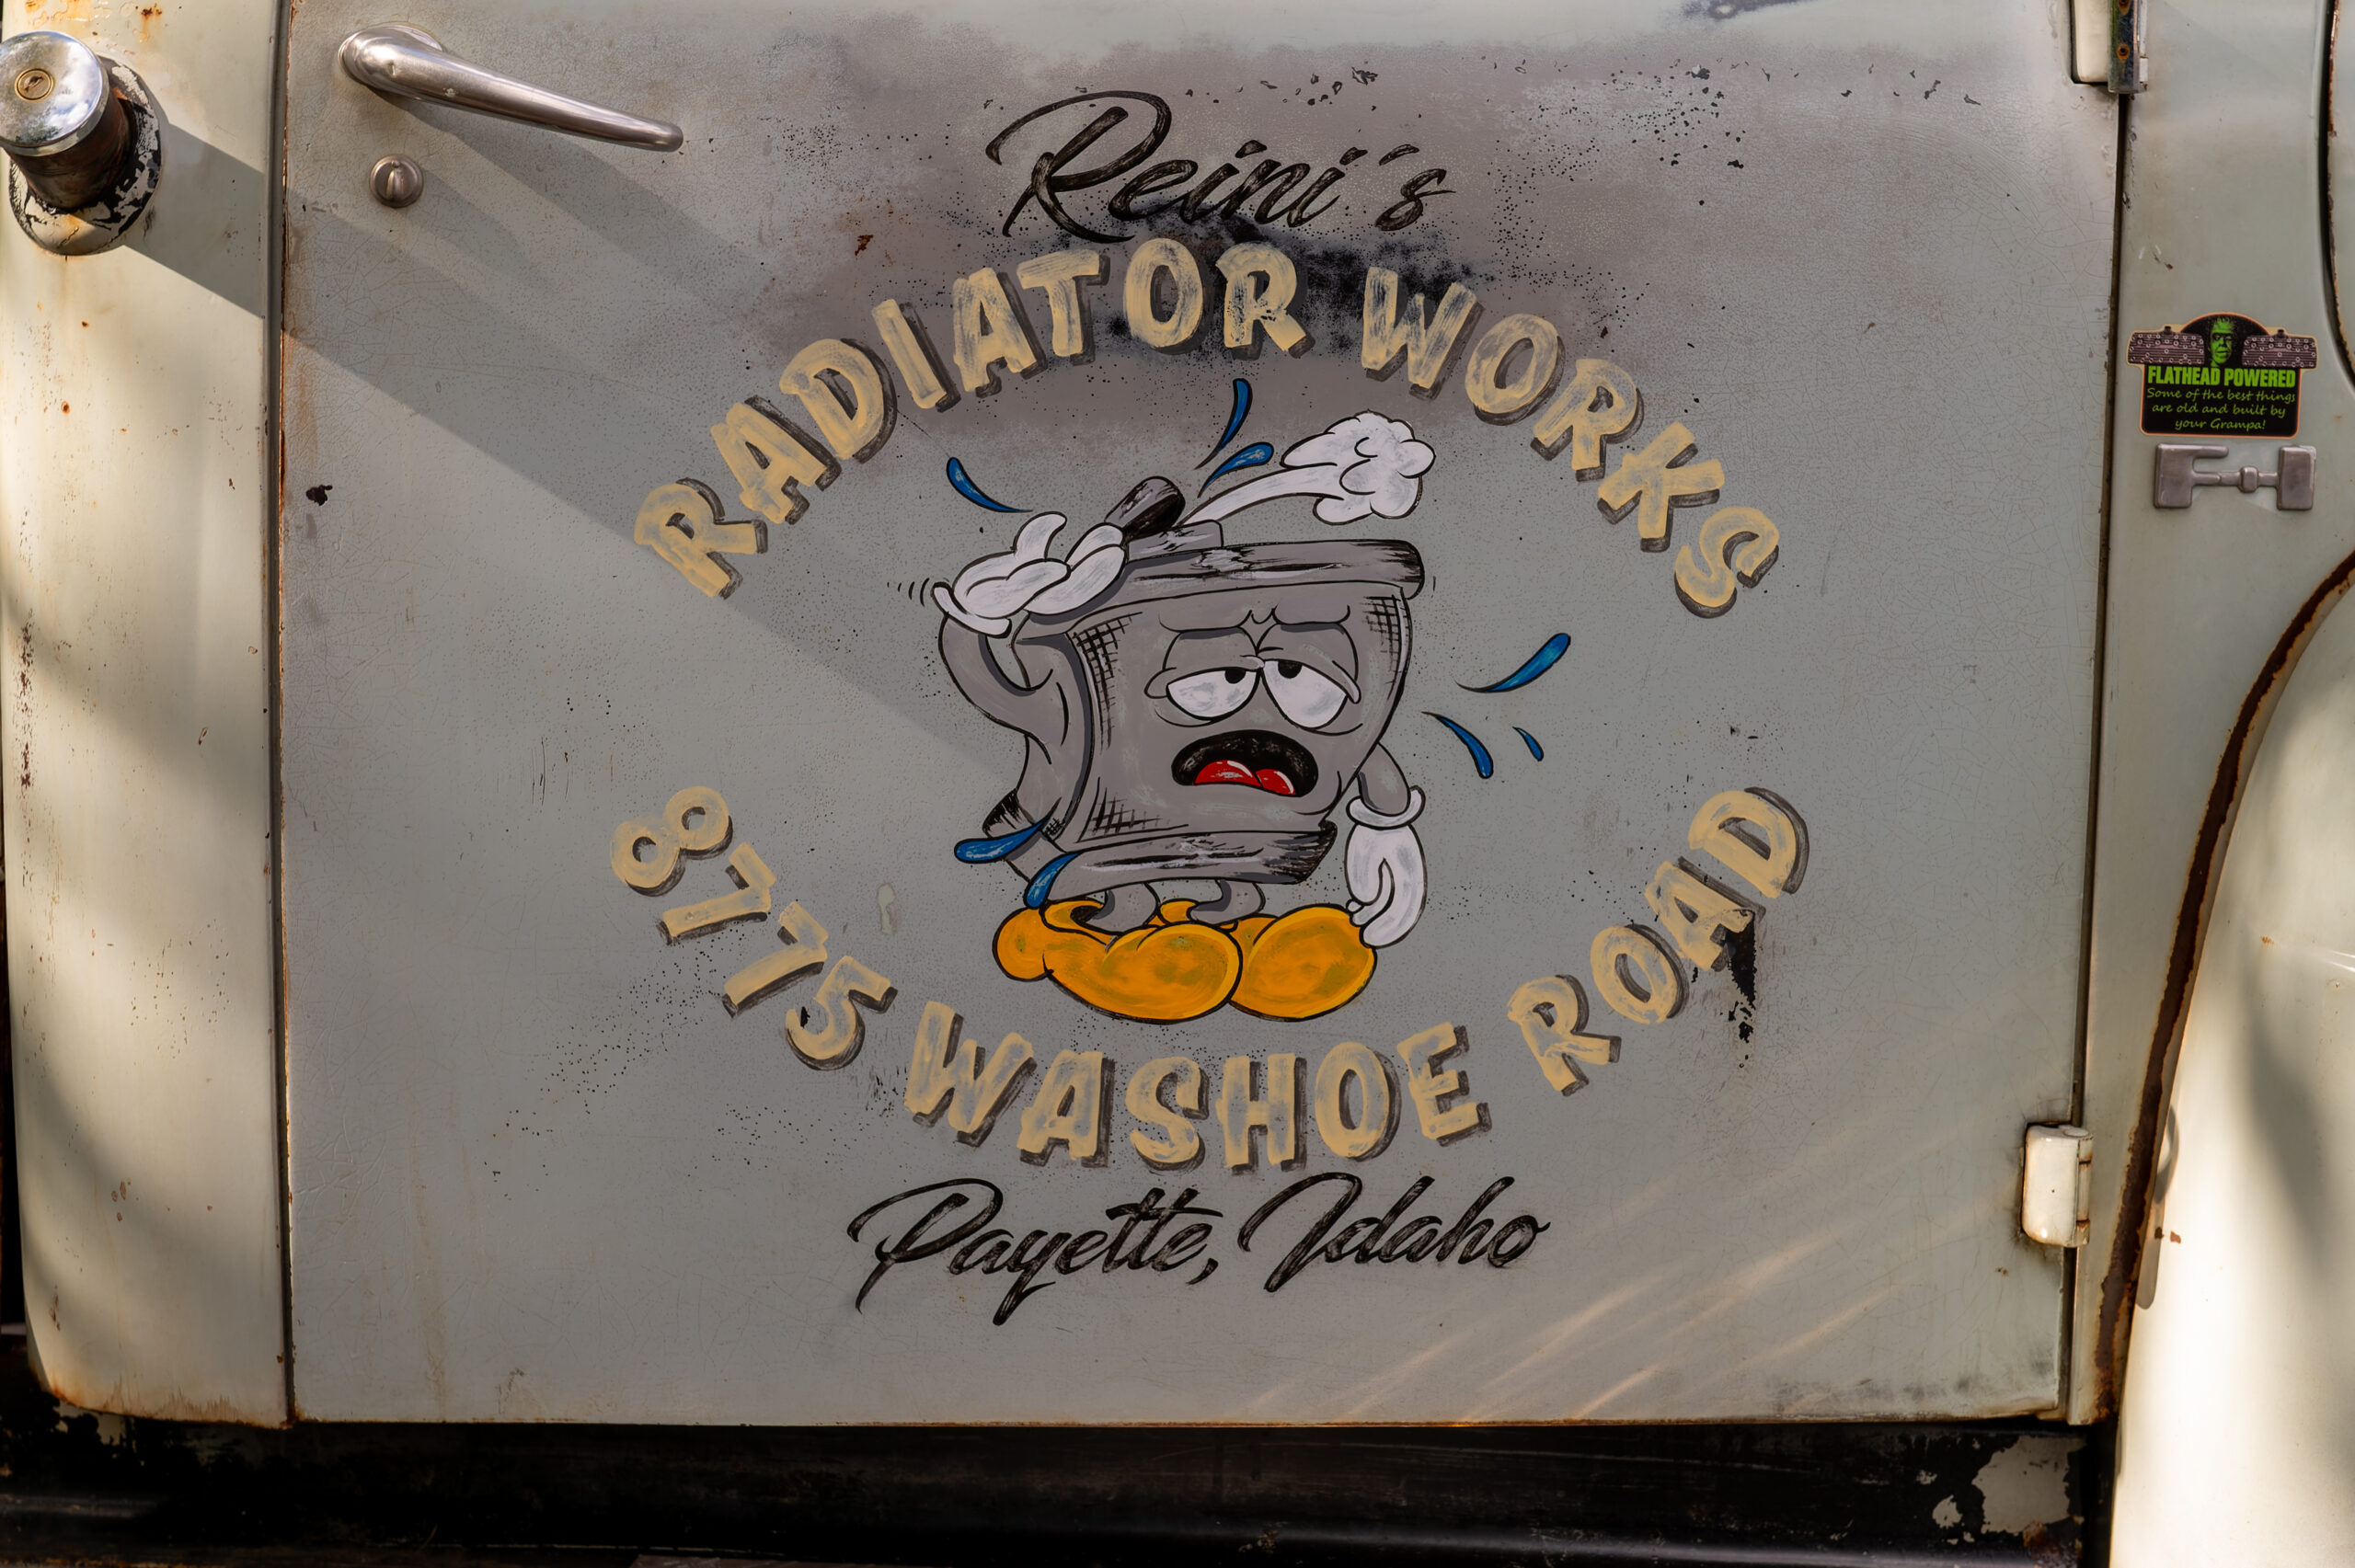 Reini's
RADIATOR WORKS
8775 WASHOE ROAD
Payette, Idaho
FLATHEAD POWERED
Some of the best things
are old and built by
your Grampa!